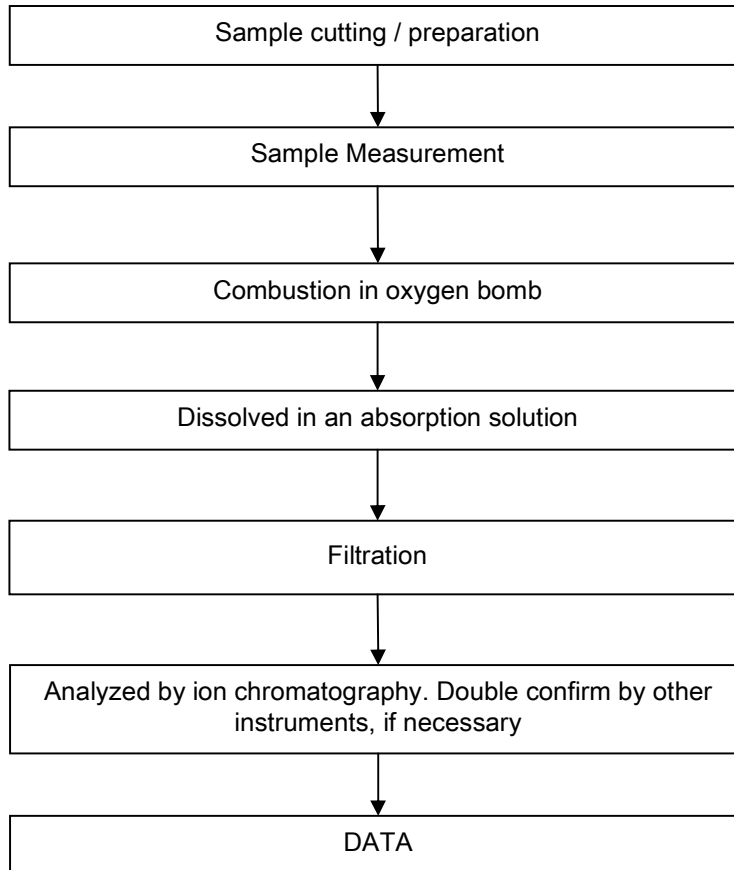 Sample cutting / preparation
Sample Measurement
Combustion in oxygen bomb
Dissolved in an absorption solution
Filtration
Analyzed by ion chromatography. Double confirm by other
instruments, if necessary
DATA